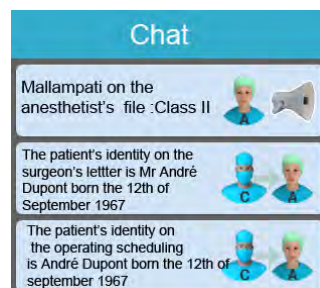 Chat
Mallampati on the
anesthetist's file :Class II
A
The patient's identity on the
surgeon's lettter is Mr André
Dupont born the 12th of
September 1967
C
A
The patient's identity on
the operating scheduling
is André Dupont born the 12th of
september 1967
C
A